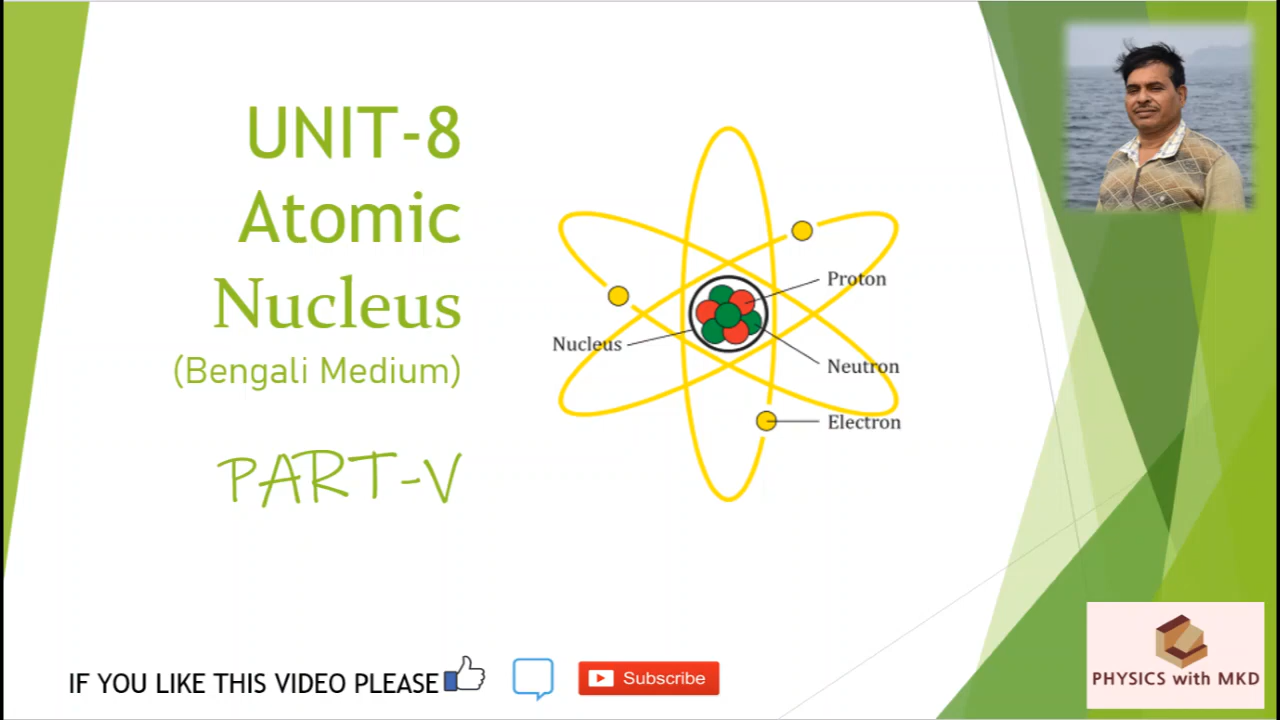 UNIT-8
Atomic
Nucleus
(Bengali Medium)
PART-V
Proton
Nucleus
Neutron
Electron
IF YOU LIKE THIS VIDEO PLEASE
Subscribe
PHYSICS with MKD